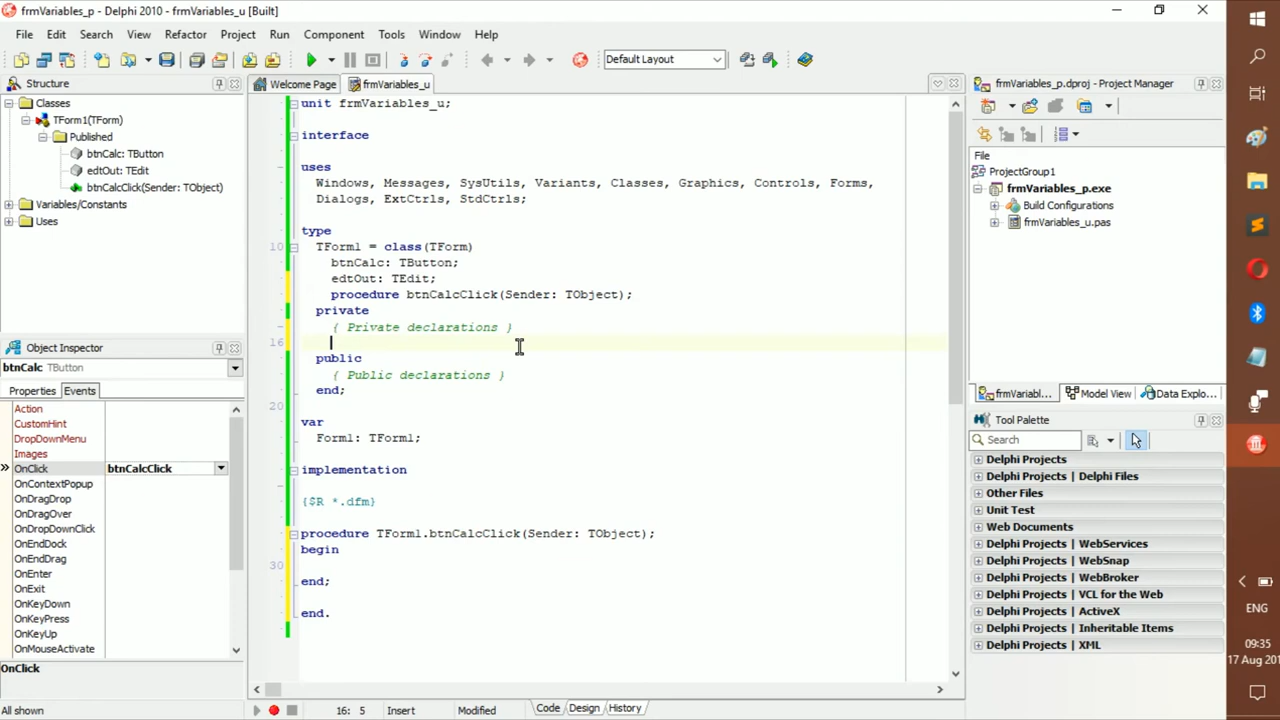 frmVariables_p - Delphi 2010 - frmVariables_u [Built]
File Edit Search View Refactor Project Run Component Tools Window Help
Default Layout
Structure
Classes
TForm1(TForm)
Published
btnCalc: TButton
edtOut: TEdit
btnCalcClick(Sender: TObject)
Variables/Constants
Uses
Object Inspector
btnCalc TButton
Properties Events
Action
CustomHint
DropDownMenu
Images
OnClick btnCalcClick
OnContextPopup
OnDragDrop
OnDragOver
OnDropDownClick
OnEndDock
OnEndDrag
OnEnter
OnExit
OnKeyDown
OnKeyPress
OnKeyUp
OnMouseActivate
OnClick
All shown
Welcome Page frmVariables_u
unit frmVariables_u;
interface
uses
Windows, Messages, SysUtils, Variants, Classes, Graphics, Controls, Forms,
Dialogs, ExtCtrls, StdCtrls;
type
10 TForm1 = class(TForm)
btnCalc: TButton;
edtOut: TEdit;
procedure btnCalcClick(Sender: TObject);
private
{ Private declarations }
16
public
{ Public declarations }
end;
20
var
Form1: TForm1;
implementation
{$R *.dfm}
procedure TForm1.btnCalcClick(Sender: TObject);
begin
30
end;
end.
16: 5 Insert Modified Code Design History
frmVariables_p.dproj - Project Manager
File
ProjectGroup1
frmVariables_p.exe
Build Configurations
frmVariables_u.pas
frmVariabl... Model View Data Explo...
Tool Palette
Search
Delphi Projects
Delphi Projects | Delphi Files
Other Files
Unit Test
Web Documents
Delphi Projects | WebServices
Delphi Projects | WebSnap
Delphi Projects | WebBroker
Delphi Projects | VCL for the Web
Delphi Projects | ActiveX
Delphi Projects | Inheritable Items
Delphi Projects | XML
ENG
09:35
17 Aug 201